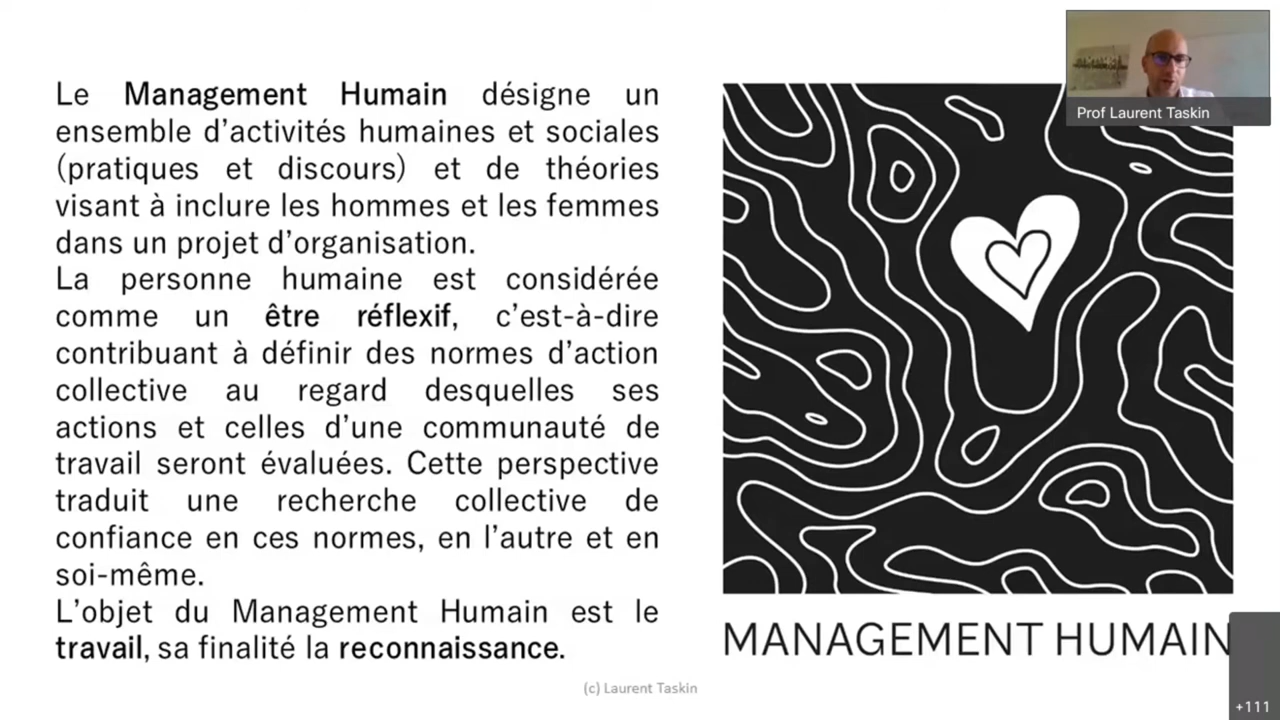 Le Management Humain désigne un
ensemble d’activités humaines et sociales
(pratiques et discours) et de théories
visant à inclure les hommes et les femmes
dans un projet d’organisation.
La personne humaine est considérée
comme un être réflexif, c’est-à-dire
contribuant à définir des normes d’action
collective au regard desquelles ses
actions et celles d’une communauté de
travail seront évaluées. Cette perspective
traduit une recherche collective de
confiance en ces normes, en l’autre et en
soi-même.
L’objet du Management Humain est le
travail, sa finalité la reconnaissance.
Prof Laurent Taskin
MANAGEMENT HUMAIN
(c) Laurent Taskin
+111